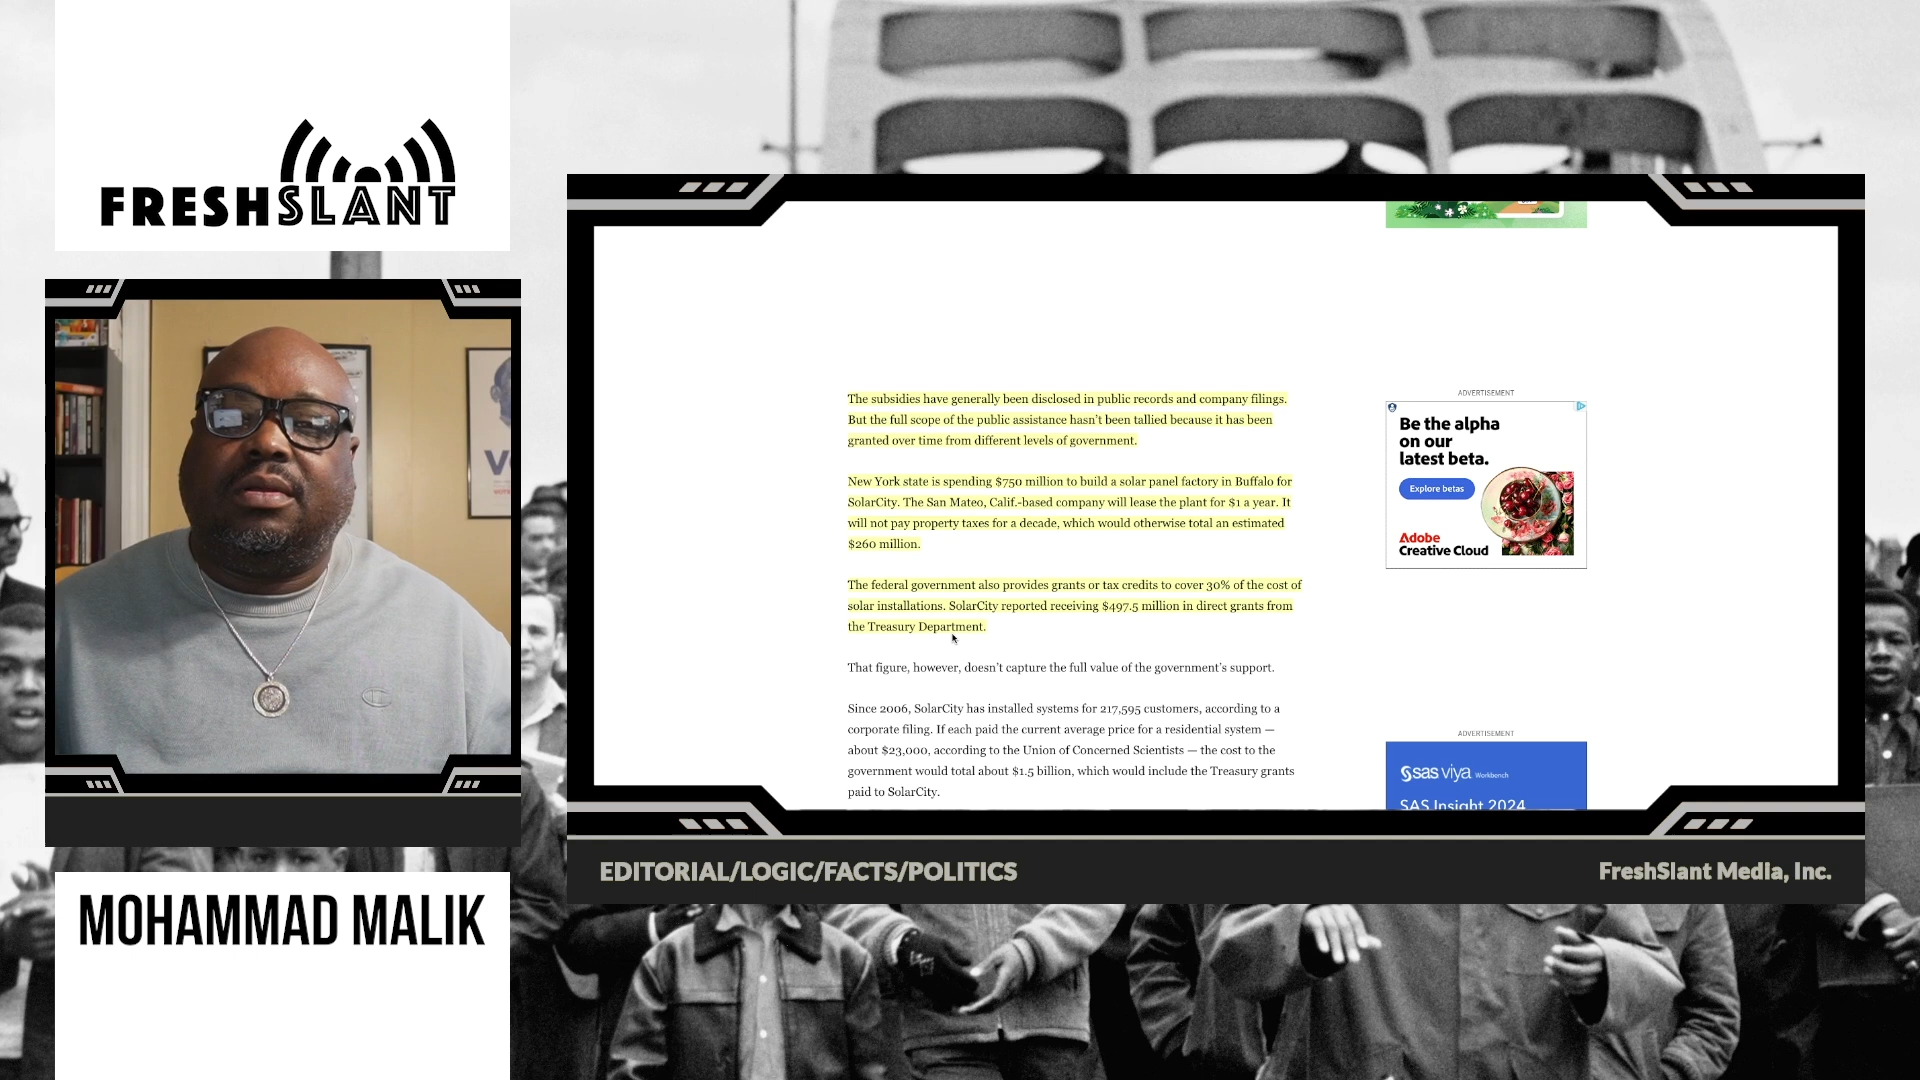 FRESHSLANT
MOHAMMAD MALIK
The subsidies have generally been disclosed in public records and company filings.
But the full scope of the public assistance hasn’t been tallied because it has been
granted over time from different levels of government.
New York state is spending $750 million to build a solar panel factory in Buffalo for
SolarCity. The San Mateo, Calif.-based company will lease the plant for $1 a year. It
will not pay property taxes for a decade, which would otherwise total an estimated
$260 million.
The federal government also provides grants or tax credits to cover 30% of the cost of
solar installations. SolarCity reported receiving $497.5 million in direct grants from
the Treasury Department.
That figure, however, doesn’t capture the full value of the government’s support.
Since 2006, SolarCity has installed systems for 217,595 customers, according to a
corporate filing. If each paid the current average price for a residential system —
about $23,000, according to the Union of Concerned Scientists — the cost to the
government would total about $1.5 billion, which would include the Treasury grants
paid to SolarCity.
ADVERTISEMENT
Be the alpha
on our
latest beta.
Explore betas
Adobe
Creative Cloud
ADVERTISEMENT
sas viya Workbench
SAS Insight 2024
EDITORIAL/LOGIC/FACTS/POLITICS
FreshSlant Media, Inc.